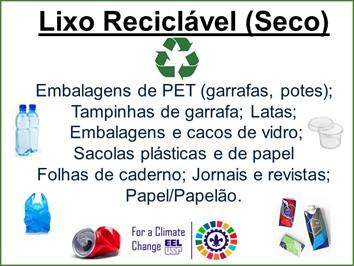 Lixo Reciclável (Seco)
Embalagens de PET (garrafas, potes);
Tampinhas de garrafa; Latas;
Embalagens e cacos de vidro;
Sacolas plásticas e de papel
Folhas de caderno; Jornais e revistas;
Papel/Papelão.
For a Climate
Change EEL
USP